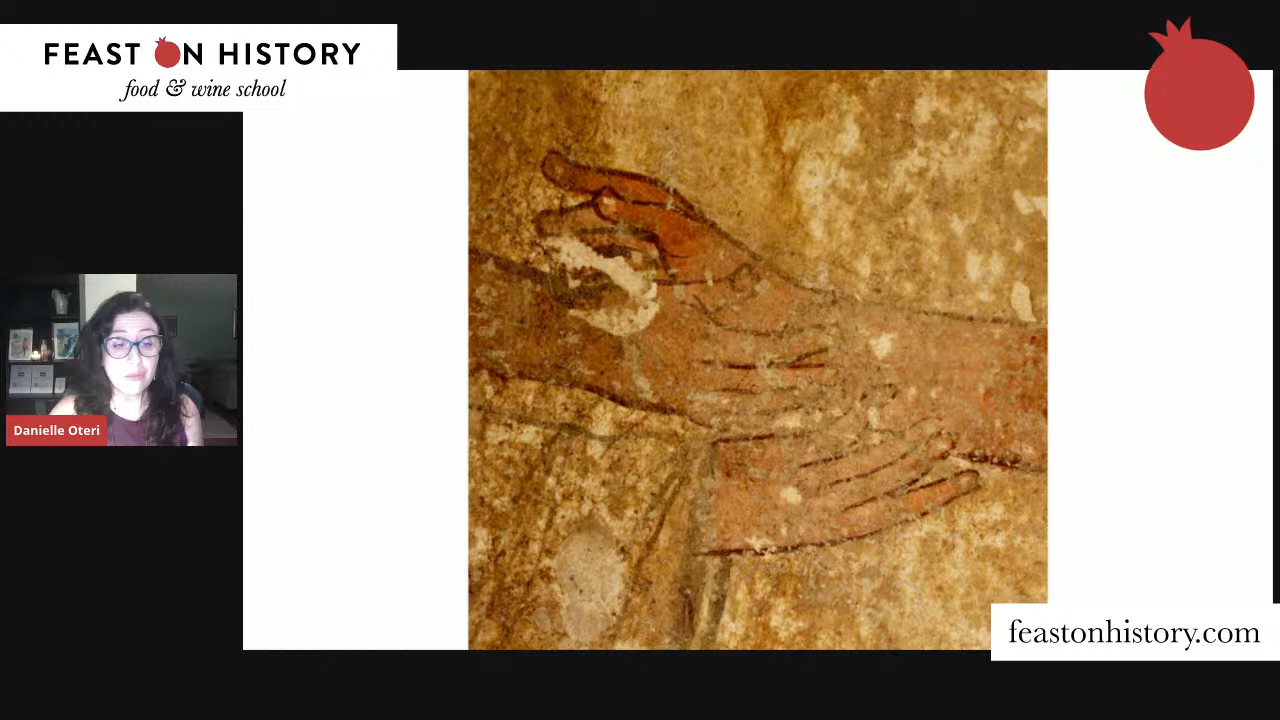 FEAST ON HISTORY
food & wine school
Danielle Oteri
feastonhistory.com